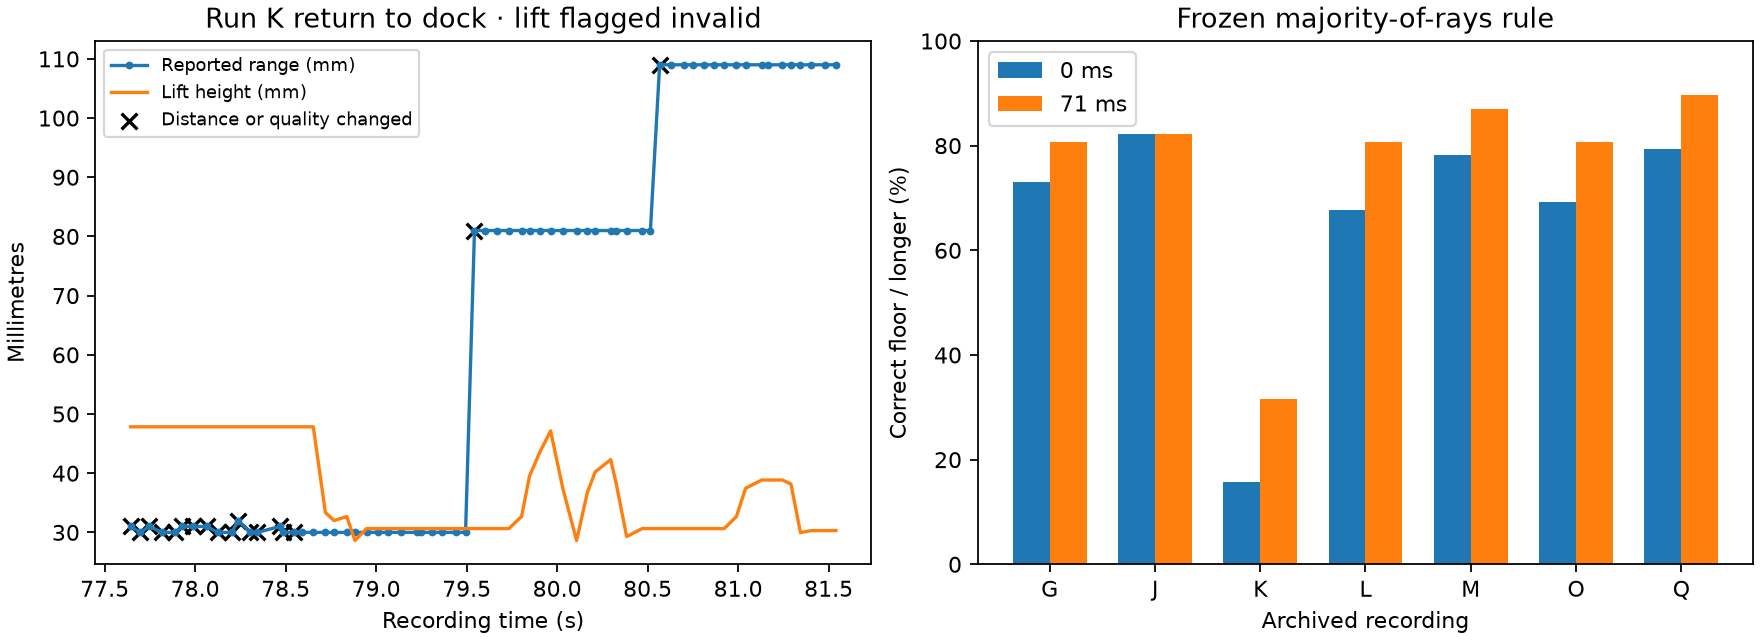 Run K return to dock · lift flagged invalid
Reported range (mm)
Lift height (mm)
Distance or quality changed
Millimetres
110
100
90
80
70
60
50
40
30
77.5 78.0 78.5 79.0 79.5 80.0 80.5 81.0 81.5
Recording time (s)
Frozen majority-of-rays rule
0 ms
71 ms
Correct floor / longer (%)
100
80
60
40
20
0
G J K L M O Q
Archived recording